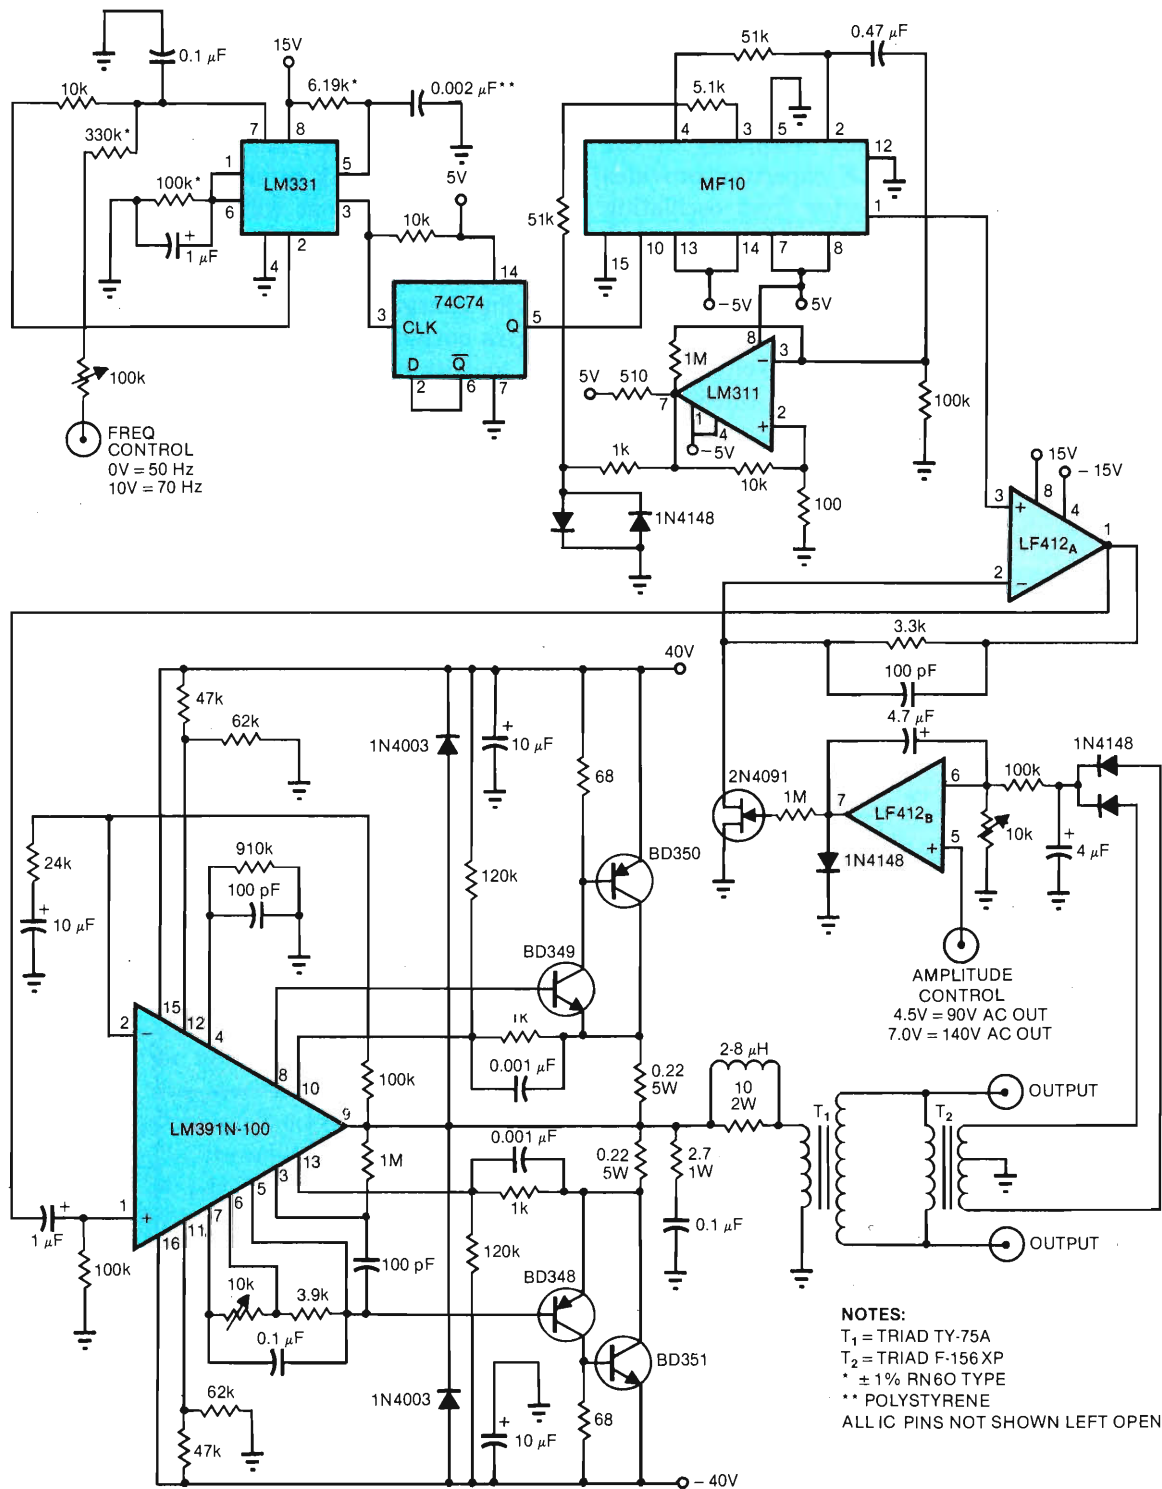 0.1 µF
15V
10k
6.19k*
0.002 µF**
330k*
7
8
1
5
5V
LM331
100k*
6
3
2
10k
+
1 µF
4
14
74C74
3
CLK
Q
5
D
Q̅
2
6
7
100k
FREQ
CONTROL
0V = 50 Hz
10V = 70 Hz
51k
0.47 µF
5.1k
4
3
5
2
12
MF10
1
51k
15
10
13
14
7
8
-5V
5V
8
1M
3
−
5V
510
LM311
7
2
+
1
4
-5V
100k
1k
10k
100
1N4148
15V
-15V
3
+
8
4
1
LF412A
2
−
3.3k
100 pF
4.7 µF
+
1N4148
2N4091
1M
7
6
100k
LF412B
10k
5
+
+
4 µF
1N4148
AMPLITUDE
CONTROL
4.5V = 90V AC OUT
7.0V = 140V AC OUT
40V
47k
62k
1N4003
+
10 µF
68
24k
910k
BD350
100 pF
120k
+
10 µF
BD349
15
12
4
2
−
1k
8
10
0.001 µF
2-8 µH
100k
0.22
5W
10
2W
OUTPUT
9
T1
T2
LM391N-100
0.001 µF
13
3
1M
0.22
5W
2.7
1W
5
6
1k
7
1
+
11
+
1 µF
16
120k
0.1 µF
OUTPUT
100k
100 pF
BD348
10k
3.9k
0.1 µF
BD351
62k
1N4003
+
10 µF
68
47k
-40V
NOTES:
T1 = TRIAD TY-75A
T2 = TRIAD F-156XP
* ±1% RN60 TYPE
** POLYSTYRENE
ALL IC PINS NOT SHOWN LEFT OPEN